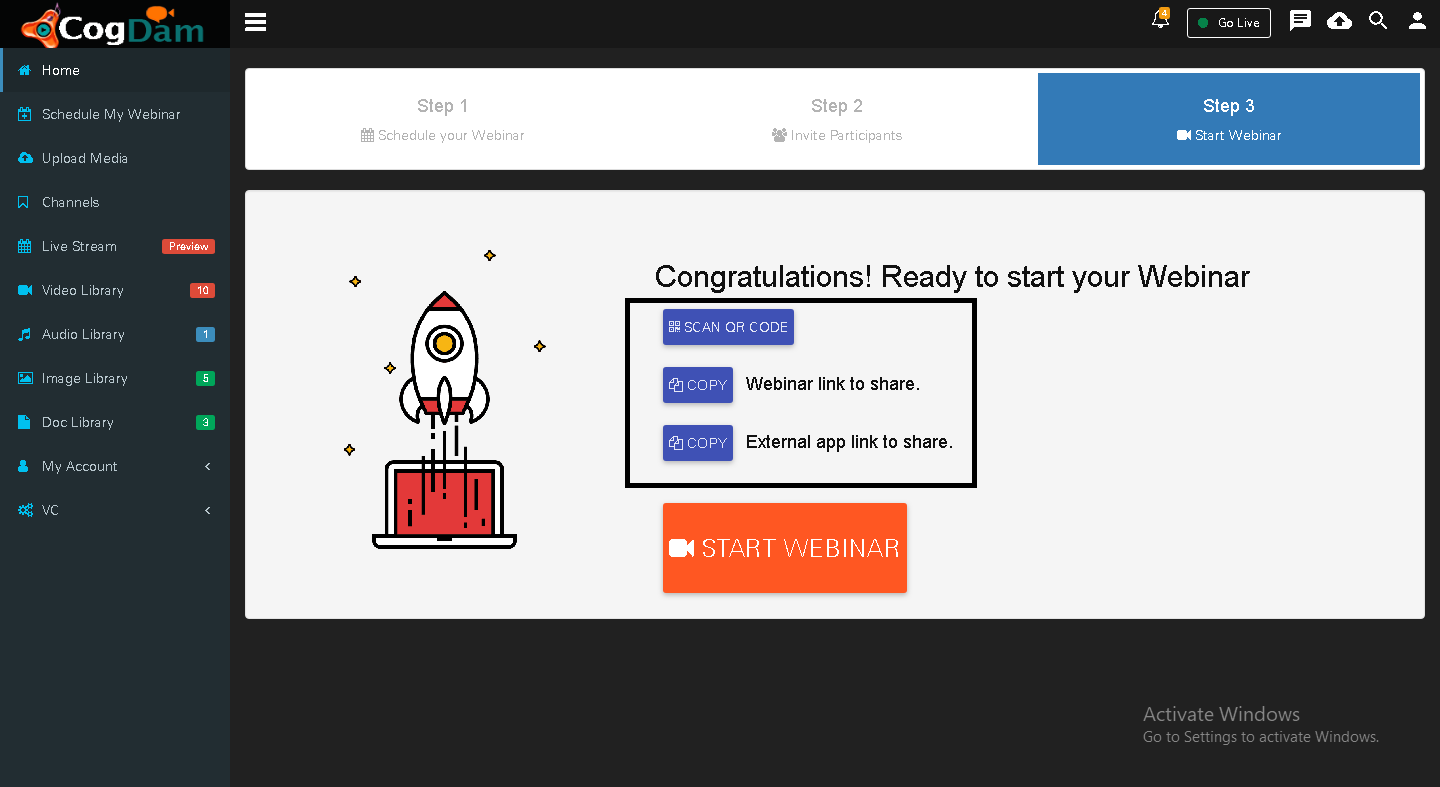 CogDam
4
Go Live
Home
Schedule My Webinar
Upload Media
Channels
Live Stream Preview
Video Library 10
Audio Library 1
Image Library 5
Doc Library 3
My Account
VC
Step 1
Schedule your Webinar
Step 2
Invite Participants
Step 3
Start Webinar
Congratulations! Ready to start your Webinar
SCAN QR CODE
COPY Webinar link to share.
COPY External app link to share.
START WEBINAR
Activate Windows
Go to Settings to activate Windows.